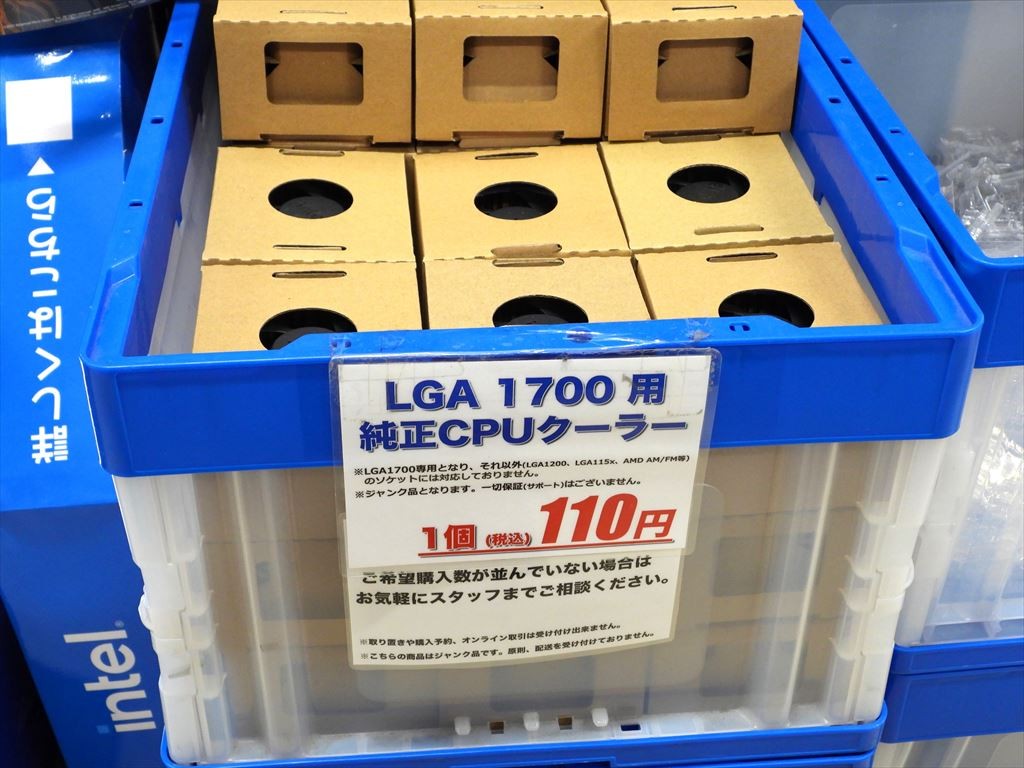 LGA 1700 用
純正CPUクーラー
※LGA1700専用となり、それ以外(LGA1200、LGA115x、AMD AM/FM等)
のソケットには対応しておりません。
※ジャンク品となります。一切保証(サポート)はございません。
1個 (税込) 110円
ご希望購入数が並んでいない場合は
お気軽にスタッフまでご相談ください。
※取り置きや購入予約、オンライン取引は受け付け出来ません。
※こちらの商品はジャンク品です。原則、配送を受け付けておりません。
intel